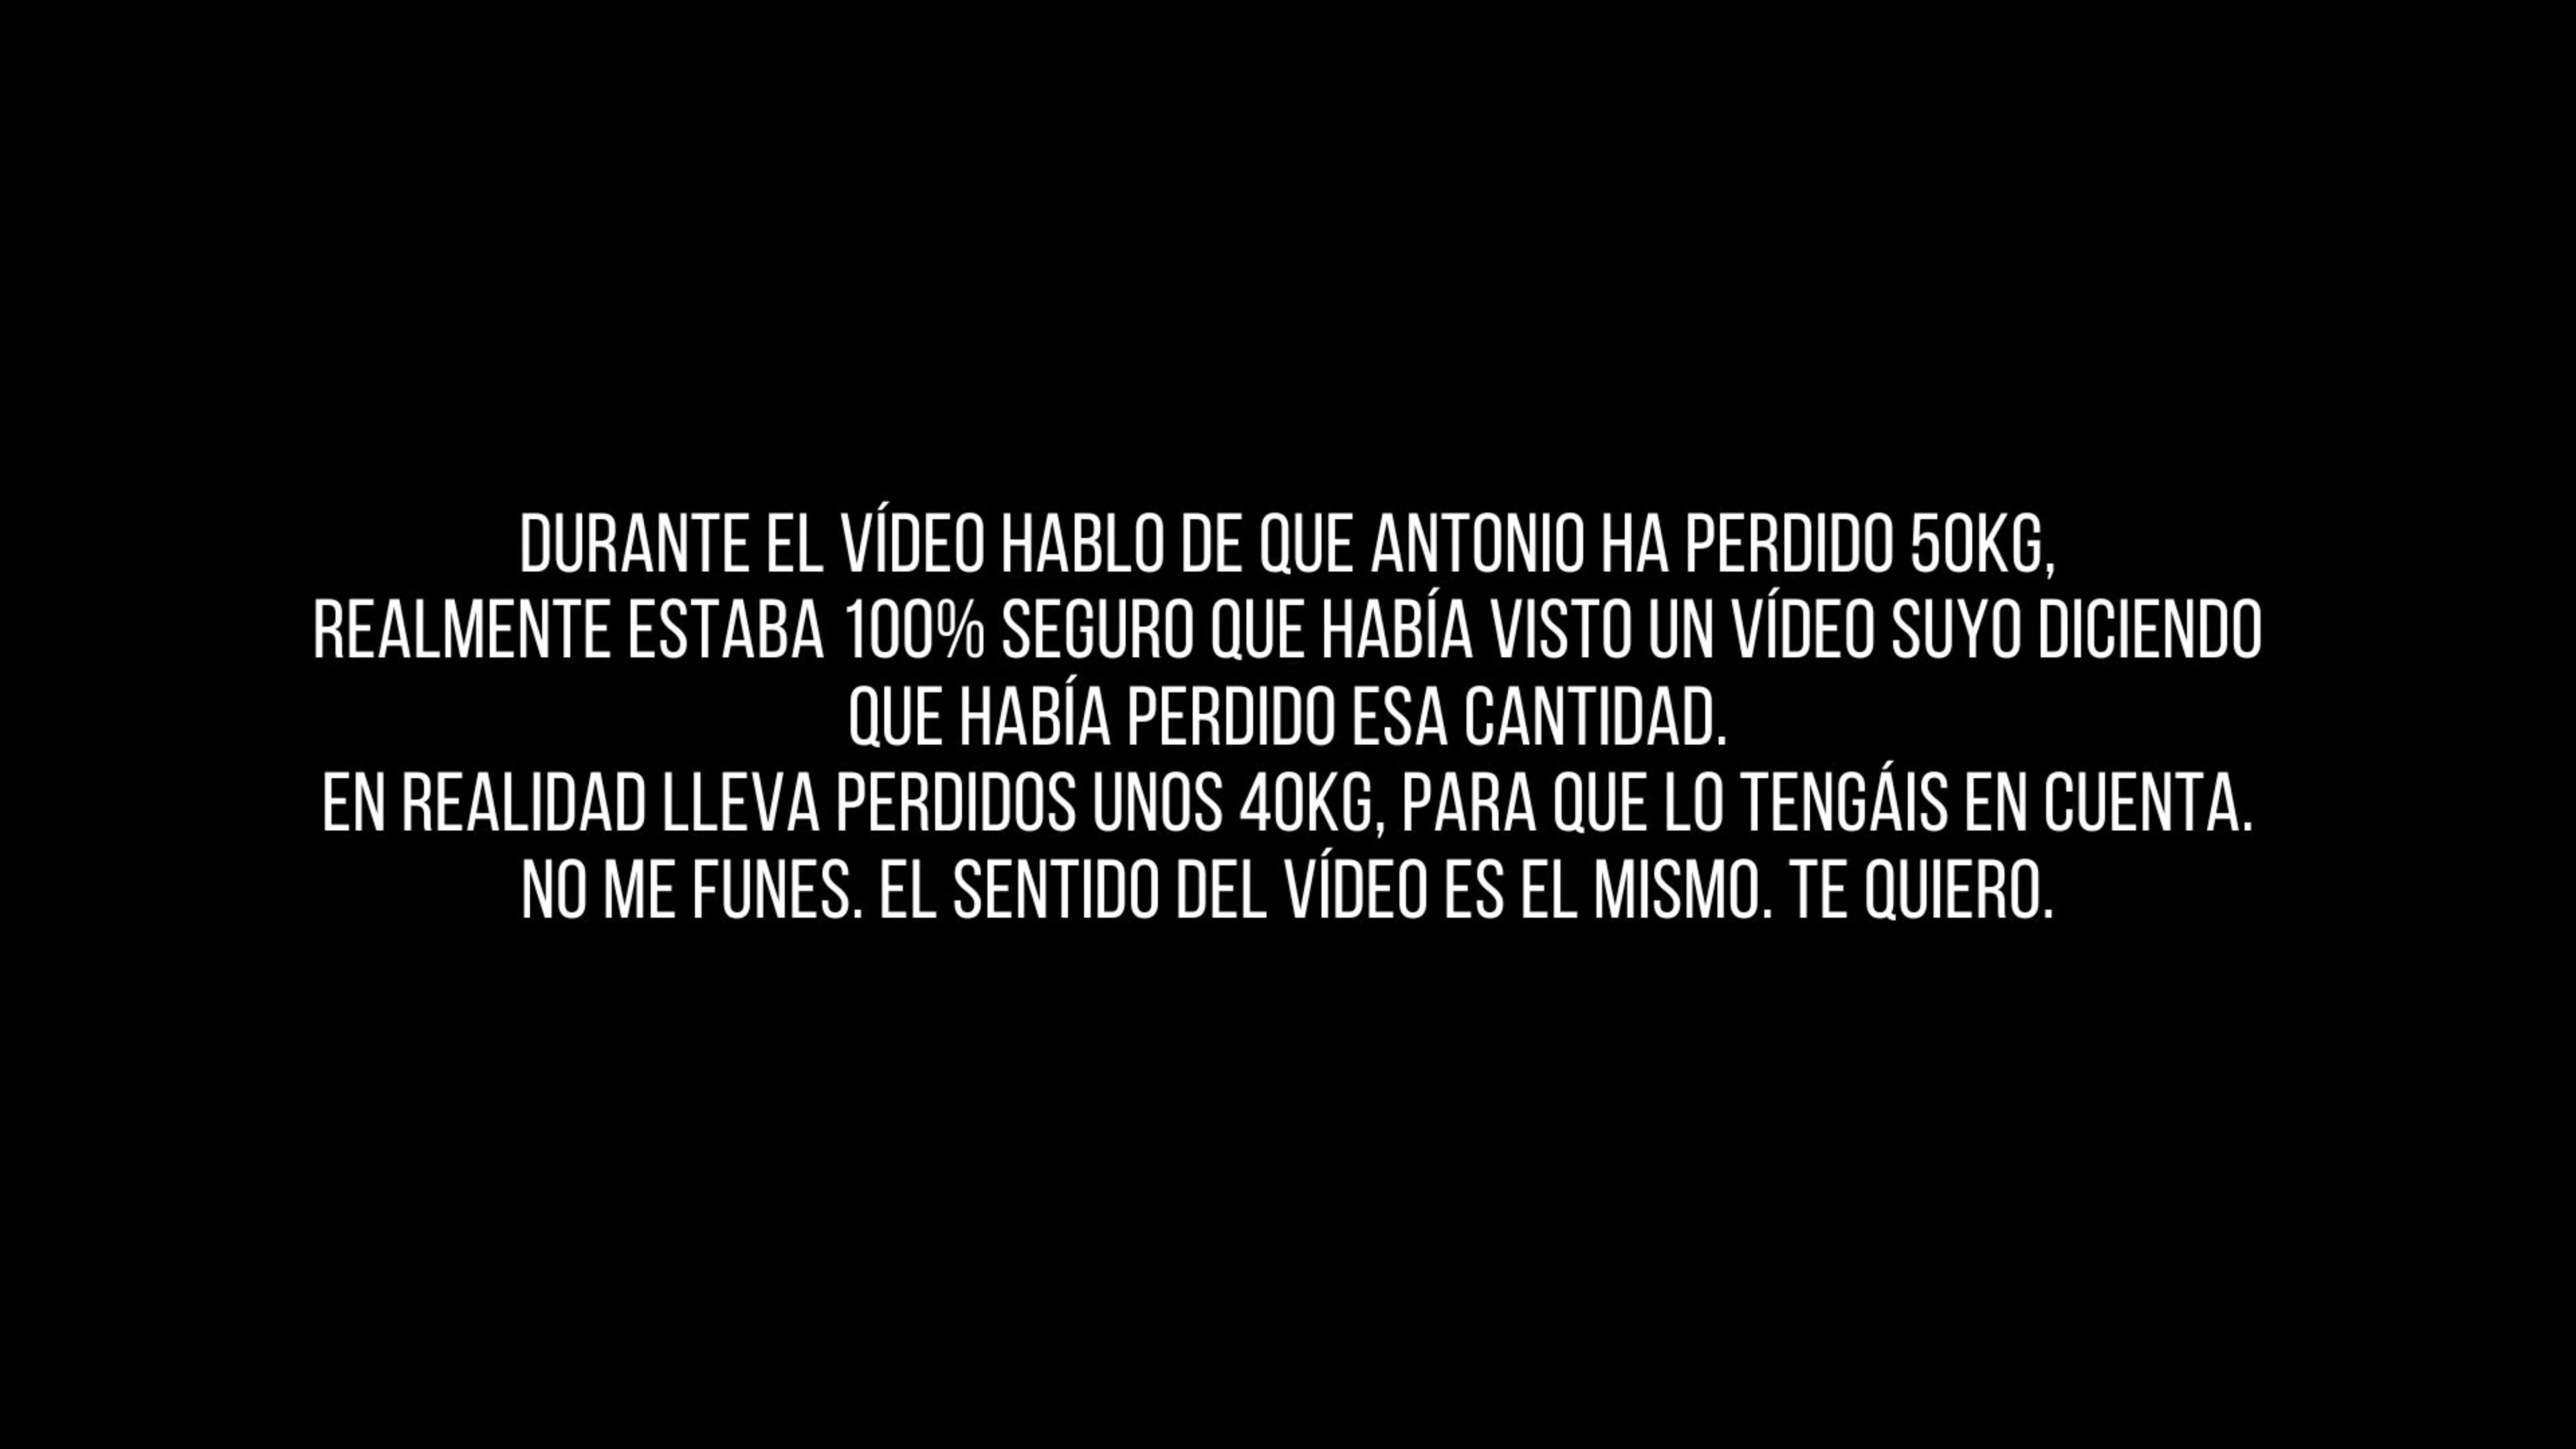 DURANTE EL VÍDEO HABLO DE QUE ANTONIO HA PERDIDO 50KG,
REALMENTE ESTABA 100% SEGURO QUE HABÍA VISTO UN VÍDEO SUYO DICIENDO
QUE HABÍA PERDIDO ESA CANTIDAD.
EN REALIDAD LLEVA PERDIDOS UNOS 40KG, PARA QUE LO TENGÁIS EN CUENTA.
NO ME FUNES. EL SENTIDO DEL VÍDEO ES EL MISMO. TE QUIERO.